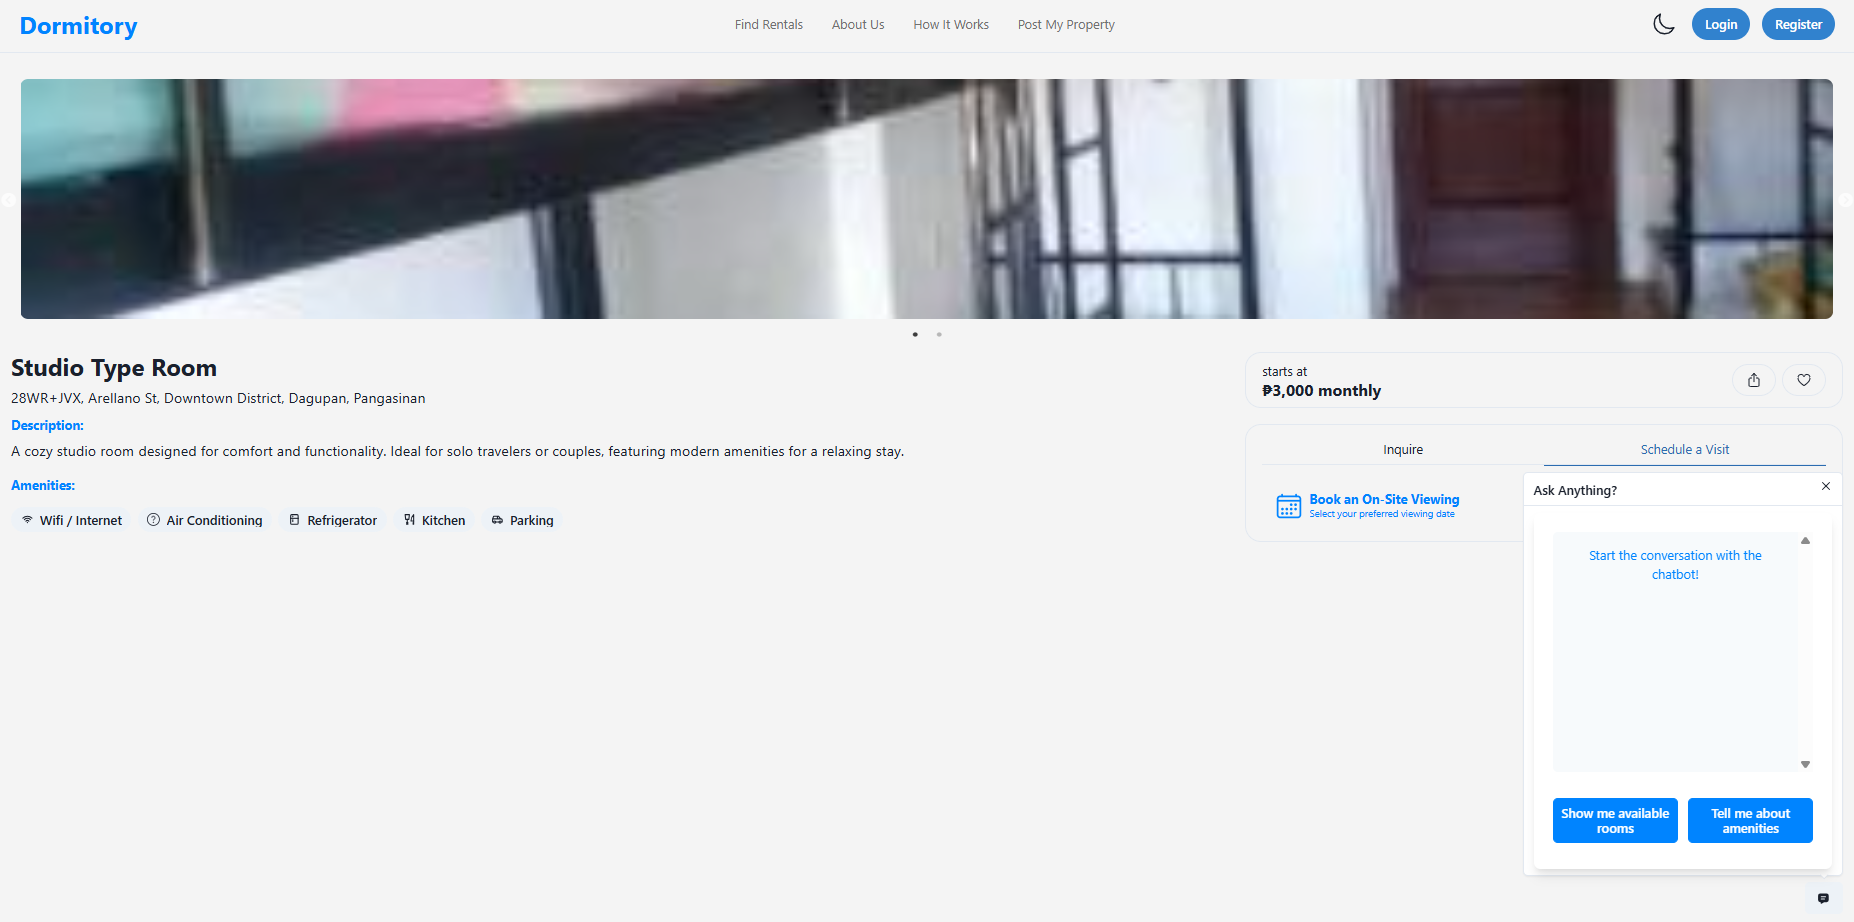 Dormitory
Find Rentals
About Us
How It Works
Post My Property
Login
Register
Studio Type Room
28WR+JVX, Arellano St, Downtown District, Dagupan, Pangasinan
Description:
A cozy studio room designed for comfort and functionality. Ideal for solo travelers or couples, featuring modern amenities for a relaxing stay.
Amenities:
Wifi / Internet
Air Conditioning
Refrigerator
Kitchen
Parking
starts at
₱3,000 monthly
Inquire
Schedule a Visit
Book an On-Site Viewing
Select your preferred viewing date
Ask Anything?
Start the conversation with the
chatbot!
Show me available
rooms
Tell me about
amenities